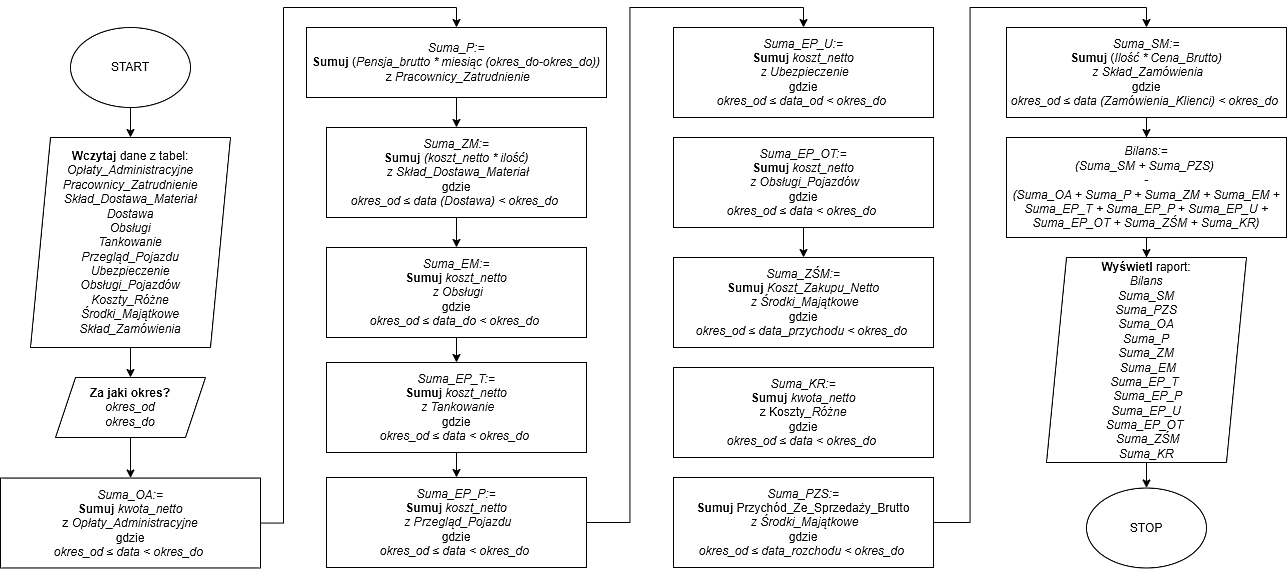 START
Wczytaj dane z tabel:
Opłaty_Administracyjne
Pracownicy_Zatrudnienie
Skład_Dostawa_Materiał
Dostawa
Obsługi
Tankowanie
Przegląd_Pojazdu
Ubezpieczenie
Obsługi_Pojazdów
Koszty_Różne
Środki_Majątkowe
Skład_Zamówienia
Za jaki okres?
okres_od
okres_do
Suma_OA:=
Sumuj kwota_netto
z Opłaty_Administracyjne
gdzie
okres_od ≤ data < okres_do
Suma_P:=
Sumuj (Pensja_brutto * miesiąc (okres_do-okres_do))
z Pracownicy_Zatrudnienie
Suma_ZM:=
Sumuj (koszt_netto * ilość)
z Skład_Dostawa_Materiał
gdzie
okres_od ≤ data (Dostawa) < okres_do
Suma_EM:=
Sumuj koszt_netto
z Obsługi
gdzie
okres_od ≤ data_do < okres_do
Suma_EP_T:=
Sumuj koszt_netto
z Tankowanie
gdzie
okres_od ≤ data < okres_do
Suma_EP_P:=
Sumuj koszt_netto
z Przegląd_Pojazdu
gdzie
okres_od ≤ data < okres_do
Suma_EP_U:=
Sumuj koszt_netto
z Ubezpieczenie
gdzie
okres_od ≤ data_od < okres_do
Suma_EP_OT:=
Sumuj koszt_netto
z Obsługi_Pojazdów
gdzie
okres_od ≤ data < okres_do
Suma_ZŚM:=
Sumuj Koszt_Zakupu_Netto
z Środki_Majątkowe
gdzie
okres_od ≤ data_przychodu < okres_do
Suma_KR:=
Sumuj kwota_netto
z Koszty_Różne
gdzie
okres_od ≤ data < okres_do
Suma_PZS:=
Sumuj Przychód_Ze_Sprzedaży_Brutto
z Środki_Majątkowe
gdzie
okres_od ≤ data_rozchodu < okres_do
Suma_SM:=
Sumuj (Ilość * Cena_Brutto)
z Skład_Zamówienia
gdzie
okres_od ≤ data (Zamówienia_Klienci) < okres_do
Bilans:=
(Suma_SM + Suma_PZS)
-
(Suma_OA + Suma_P + Suma_ZM + Suma_EM +
Suma_EP_T + Suma_EP_P + Suma_EP_U +
Suma_EP_OT + Suma_ZŚM + Suma_KR)
Wyświetl raport:
Bilans
Suma_SM
Suma_PZS
Suma_OA
Suma_P
Suma_ZM
Suma_EM
Suma_EP_T
Suma_EP_P
Suma_EP_U
Suma_EP_OT
Suma_ZŚM
Suma_KR
STOP